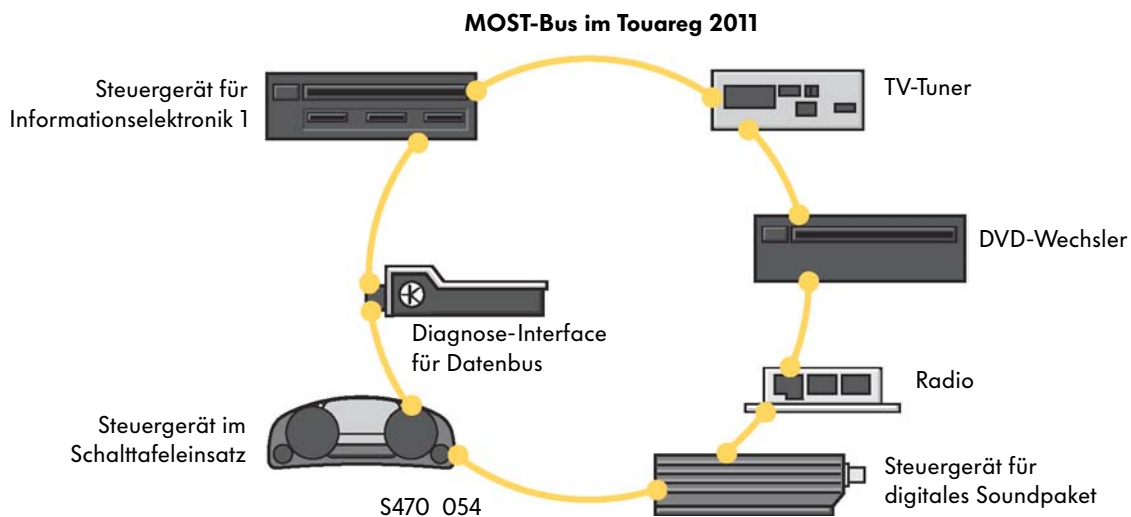 MOST-Bus im Touareg 2011
Steuergerät für
Informationselektronik 1
TV-Tuner
DVD-Wechsler
Diagnose-Interface
für Datenbus
Radio
Steuergerät im
Schalttafeleinsatz
Steuergerät für
digitales Soundpaket
S470_054